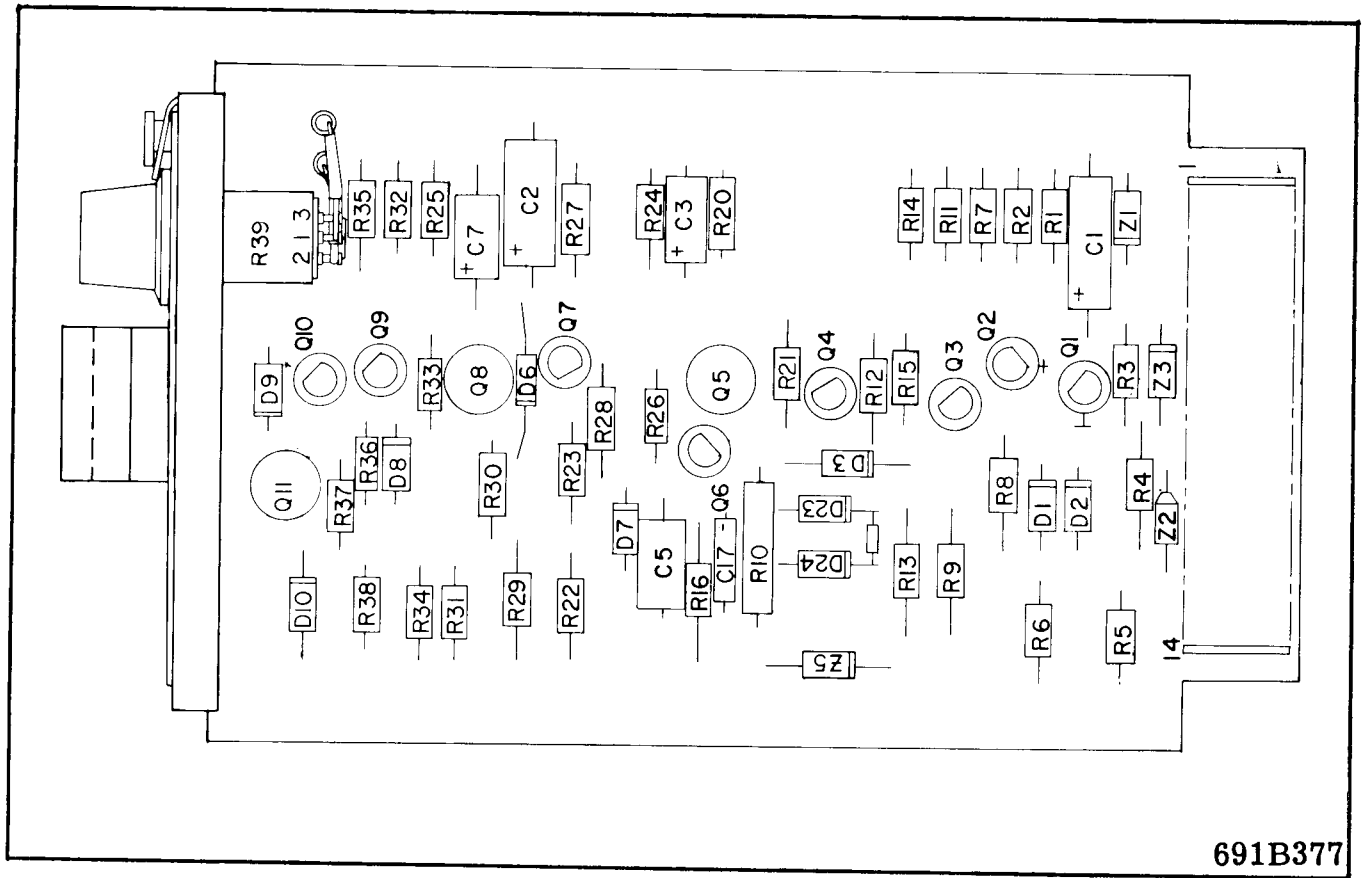 R39
2 1 3
R35
R32
R25
C7
+
C2
+
R27
R24
C3
+
R20
R14
R11
R7
R2
R1
C1
+
Z1
1
D9
Q10
Q9
R33
Q8
D6
Q7
R28
R26
Q5
R21
Q4
R12
R15
Q3
Q2
+
Q1
R3
Z3
Q11
R37
R36
D8
R30
R23
D7
C5
Q6
C17 -
R10
D3
D23
D24
R8
D1
D2
R4
Z2
D10
R38
R34
R31
R29
R22
R16
Z5
R13
R9
R6
R5
14
691B377